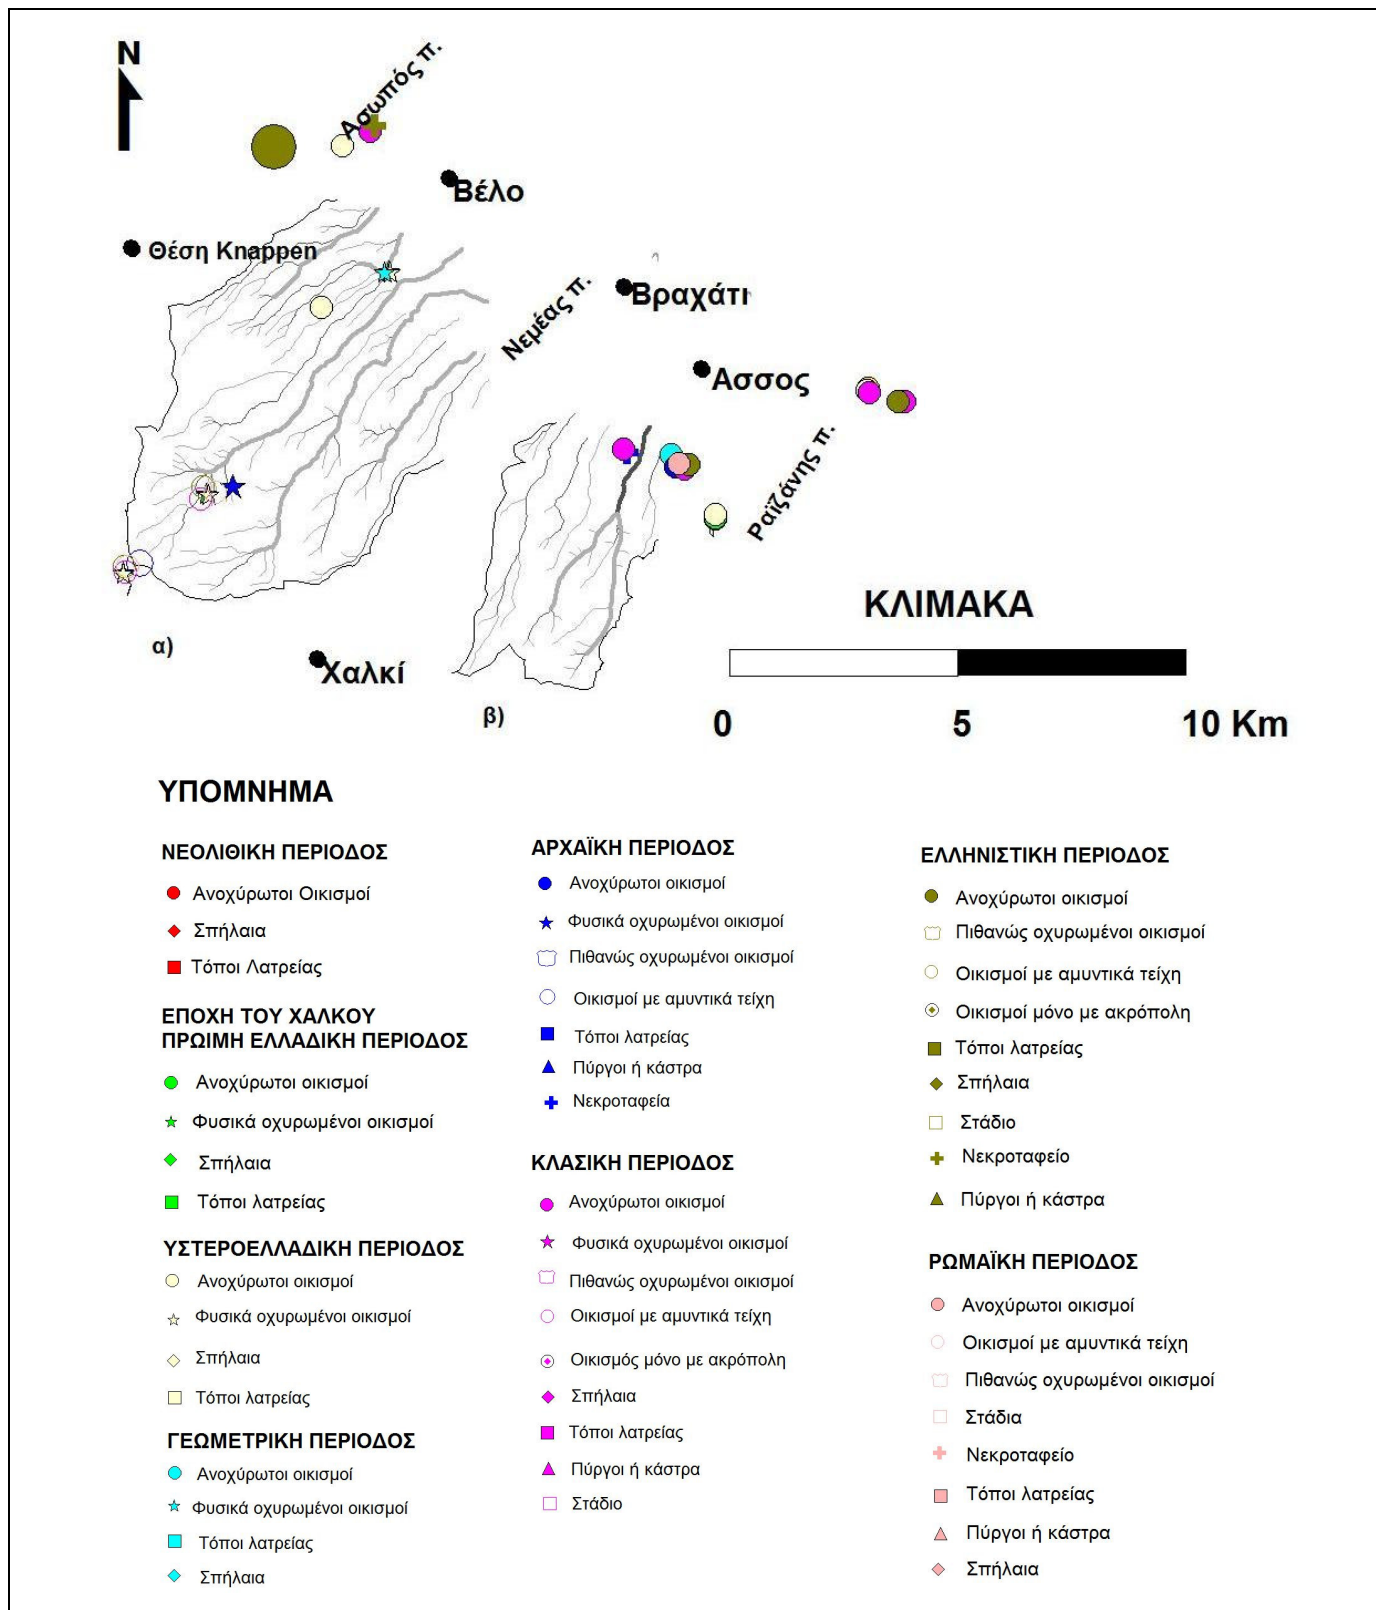 N
Ασωπός π.
Βέλο
Θέση Knappen
Νεμέας π.
Βραχάτι
Ασσος
Ραϊζάνης π.
α)
Χαλκί
β)
ΚΛΙΜΑΚΑ
0 5 10 Km
ΥΠΟΜΝΗΜΑ
ΝΕΟΛΙΘΙΚΗ ΠΕΡΙΟΔΟΣ
Ανοχύρωτοι Οικισμοί
Σπήλαια
Τόποι Λατρείας
ΕΠΟΧΗ ΤΟΥ ΧΑΛΚΟΥ
ΠΡΩΙΜΗ ΕΛΛΑΔΙΚΗ ΠΕΡΙΟΔΟΣ
Ανοχύρωτοι οικισμοί
Φυσικά οχυρωμένοι οικισμοί
Σπήλαια
Τόποι λατρείας
ΥΣΤΕΡΟΕΛΛΑΔΙΚΗ ΠΕΡΙΟΔΟΣ
Ανοχύρωτοι οικισμοί
Φυσικά οχυρωμένοι οικισμοί
Σπήλαια
Τόποι λατρείας
ΓΕΩΜΕΤΡΙΚΗ ΠΕΡΙΟΔΟΣ
Ανοχύρωτοι οικισμοί
Φυσικά οχυρωμένοι οικισμοί
Τόποι λατρείας
Σπήλαια
ΑΡΧΑΪΚΗ ΠΕΡΙΟΔΟΣ
Ανοχύρωτοι οικισμοί
Φυσικά οχυρωμένοι οικισμοί
Πιθανώς οχυρωμένοι οικισμοί
Οικισμοί με αμυντικά τείχη
Τόποι λατρείας
Πύργοι ή κάστρα
Νεκροταφεία
ΚΛΑΣΙΚΗ ΠΕΡΙΟΔΟΣ
Ανοχύρωτοι οικισμοί
Φυσικά οχυρωμένοι οικισμοί
Πιθανώς οχυρωμένοι οικισμοί
Οικισμοί με αμυντικά τείχη
Οικισμός μόνο με ακρόπολη
Σπήλαια
Τόποι λατρείας
Πύργοι ή κάστρα
Στάδιο
ΕΛΛΗΝΙΣΤΙΚΗ ΠΕΡΙΟΔΟΣ
Ανοχύρωτοι οικισμοί
Πιθανώς οχυρωμένοι οικισμοί
Οικισμοί με αμυντικά τείχη
Οικισμοί μόνο με ακρόπολη
Τόποι λατρείας
Σπήλαια
Στάδιο
Νεκροταφείο
Πύργοι ή κάστρα
ΡΩΜΑΪΚΗ ΠΕΡΙΟΔΟΣ
Ανοχύρωτοι οικισμοί
Οικισμοί με αμυντικά τείχη
Πιθανώς οχυρωμένοι οικισμοί
Στάδια
Νεκροταφείο
Τόποι λατρείας
Πύργοι ή κάστρα
Σπήλαια